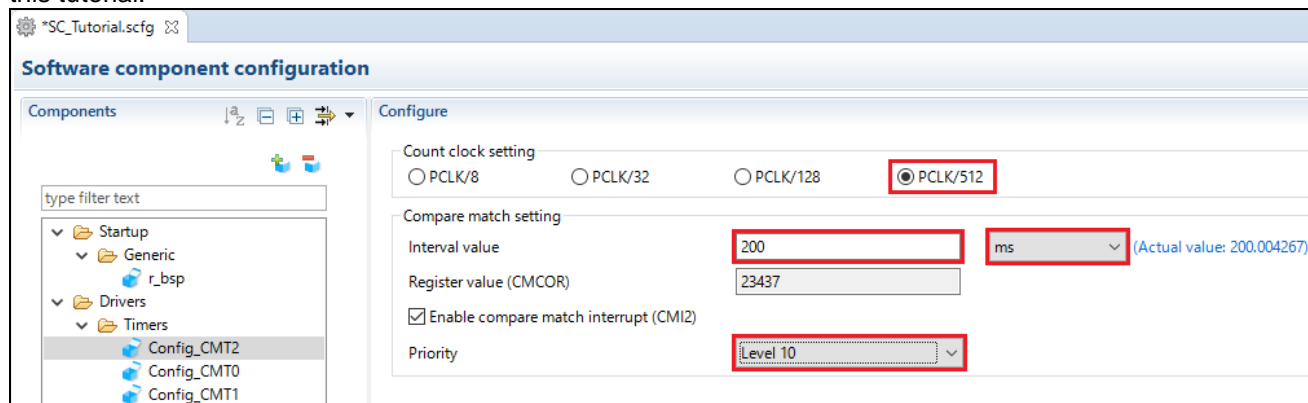 this tutorial.
*SC_Tutorial.scfg
Software component configuration
Components
type filter text
Startup
Generic
r_bsp
Drivers
Timers
Config_CMT2
Config_CMT0
Config_CMT1
Configure
Count clock setting
PCLK/8 PCLK/32 PCLK/128 PCLK/512
Compare match setting
Interval value 200 ms (Actual value: 200.004267)
Register value (CMCOR) 23437
Enable compare match interrupt (CMI2)
Priority Level 10